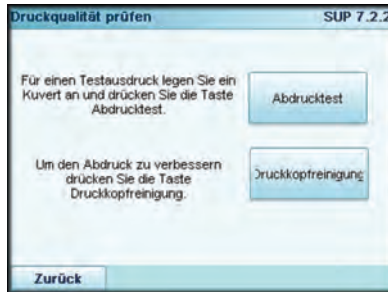 Druckqualität prüfen SUP 7.2.2
Für einen Testausdruck legen Sie ein
Kuvert an und drücken Sie die Taste
Abdrucktest.
Abdrucktest
Um den Abdruck zu verbessern
drücken Sie die Taste
Druckkopfreinigung.
Druckkopfreinigung
Zurück